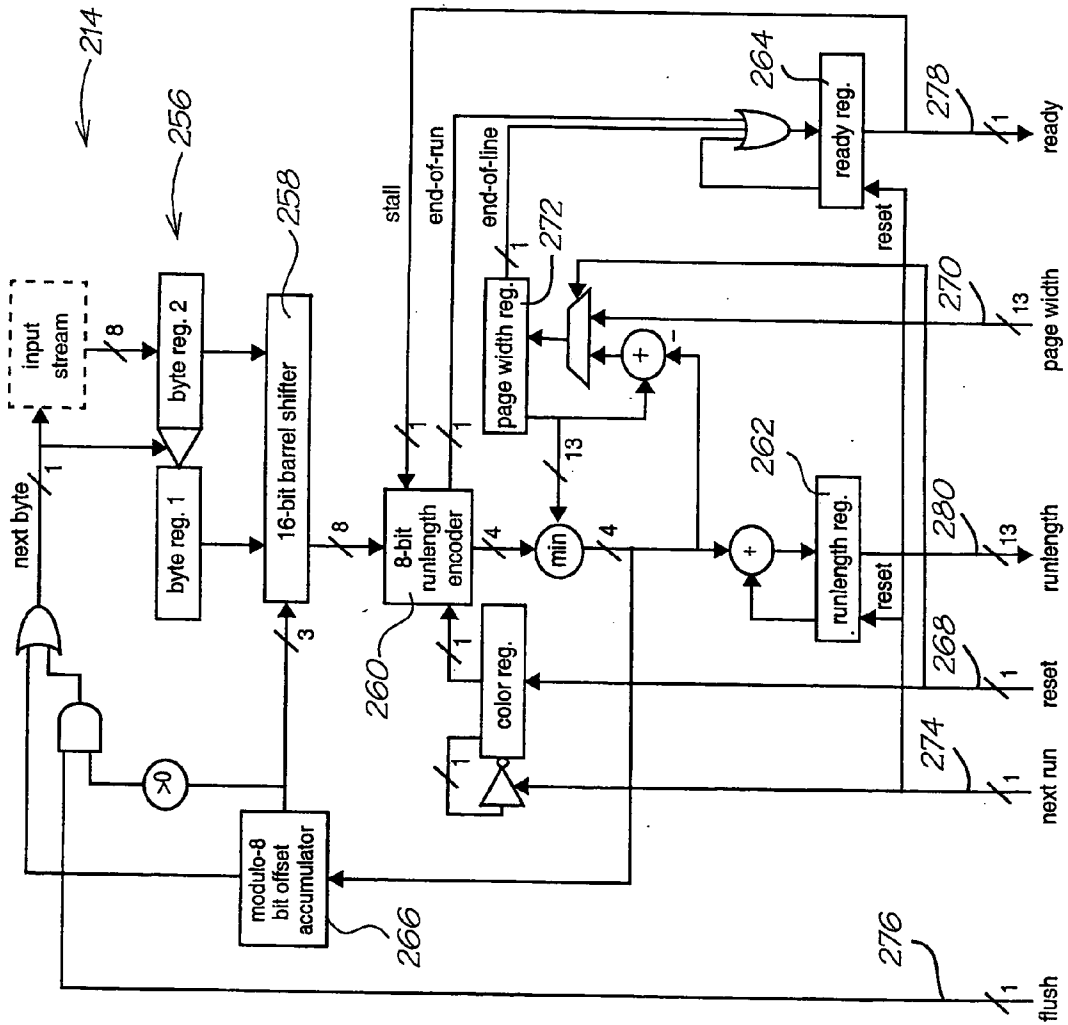 214
256
next byte
1
input
stream
8
byte reg. 1
byte reg. 2
258
16-bit barrel shifter
3
>0
modulo-8
bit offset
accumulator
266
8
stall
end-of-run
end-of-line
1
1
1
8-bit
runlength
encoder
260
4
min
4
13
page width reg.
272
+
−
264
ready reg.
reset
1
color reg.
1
+
262
runlength reg.
reset
276
1
flush
274
1
next run
268
1
reset
280
13
runlength
270
13
page width
278
1
ready